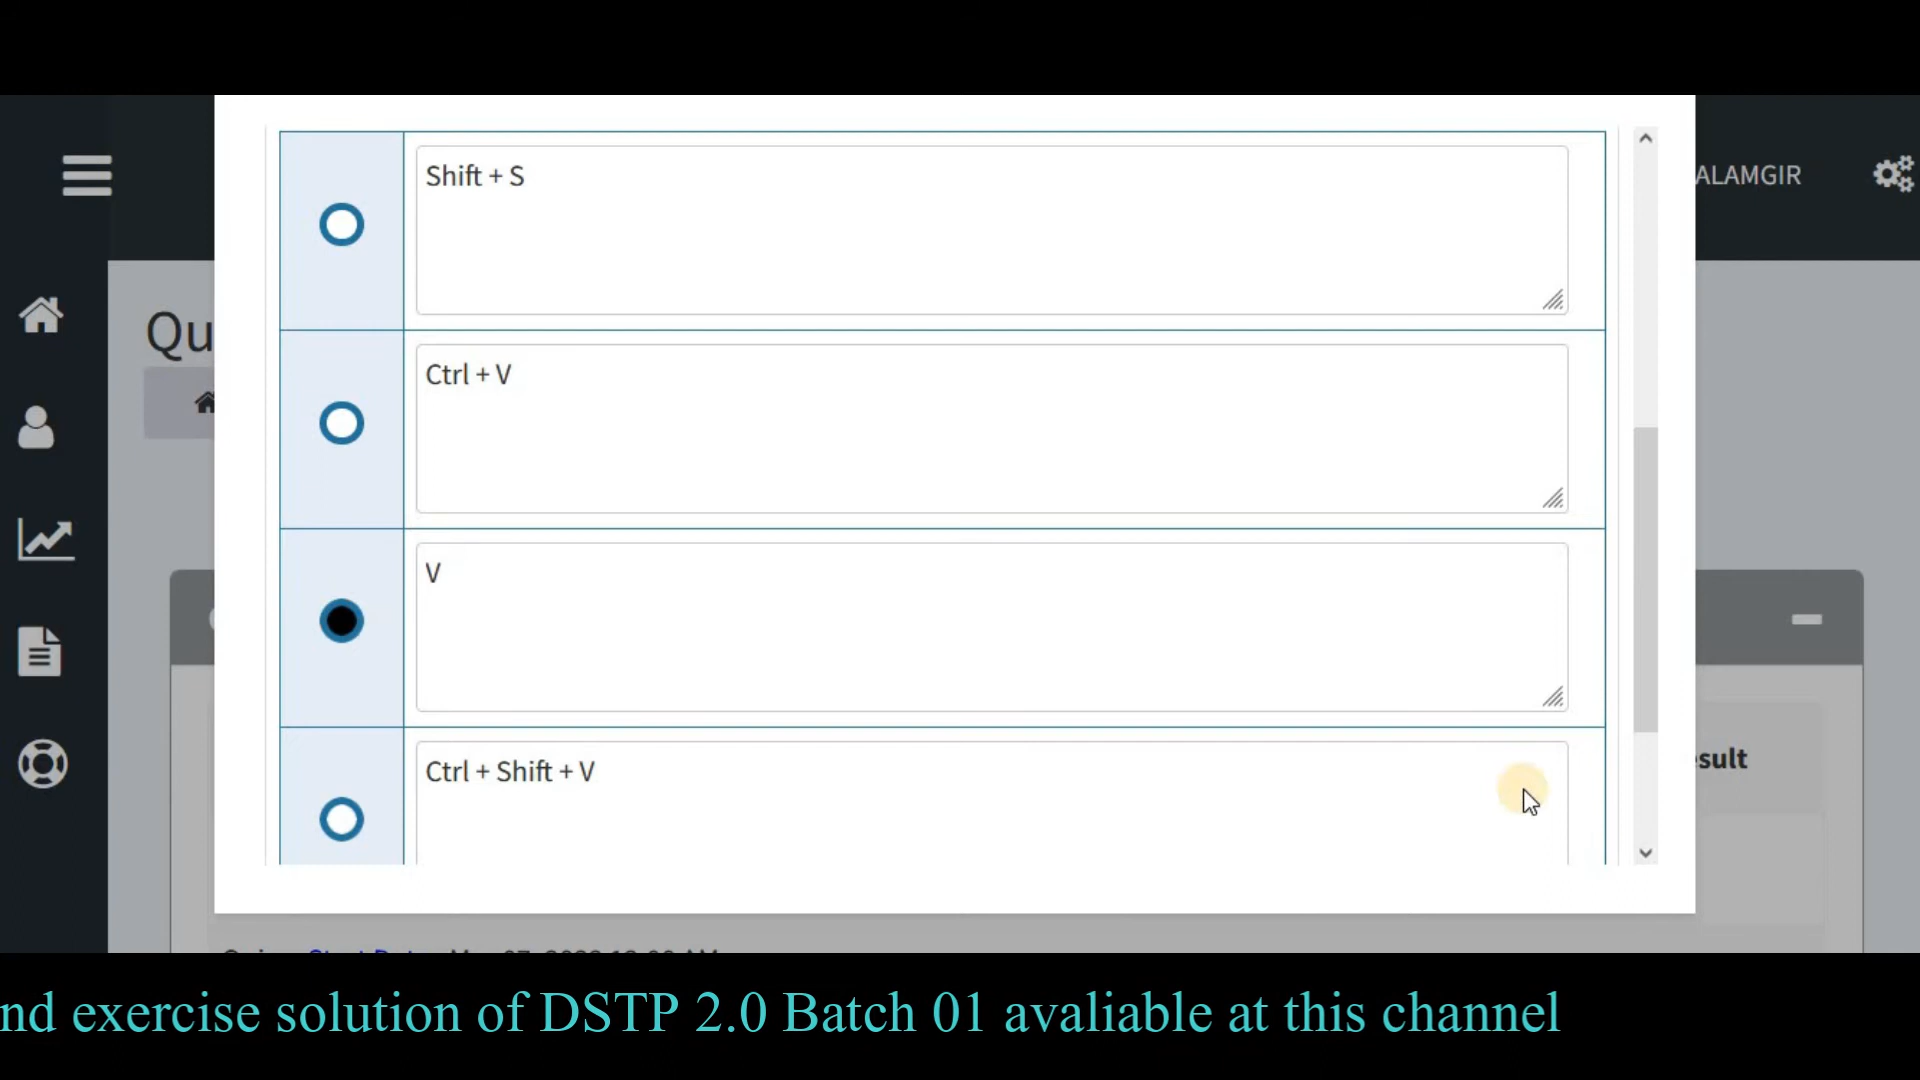 Shift + S
ALAMGIR
Qu
Ctrl + V
V
Ctrl + Shift + V
sult
nd exercise solution of DSTP 2.0 Batch 01 avaliable at this channel